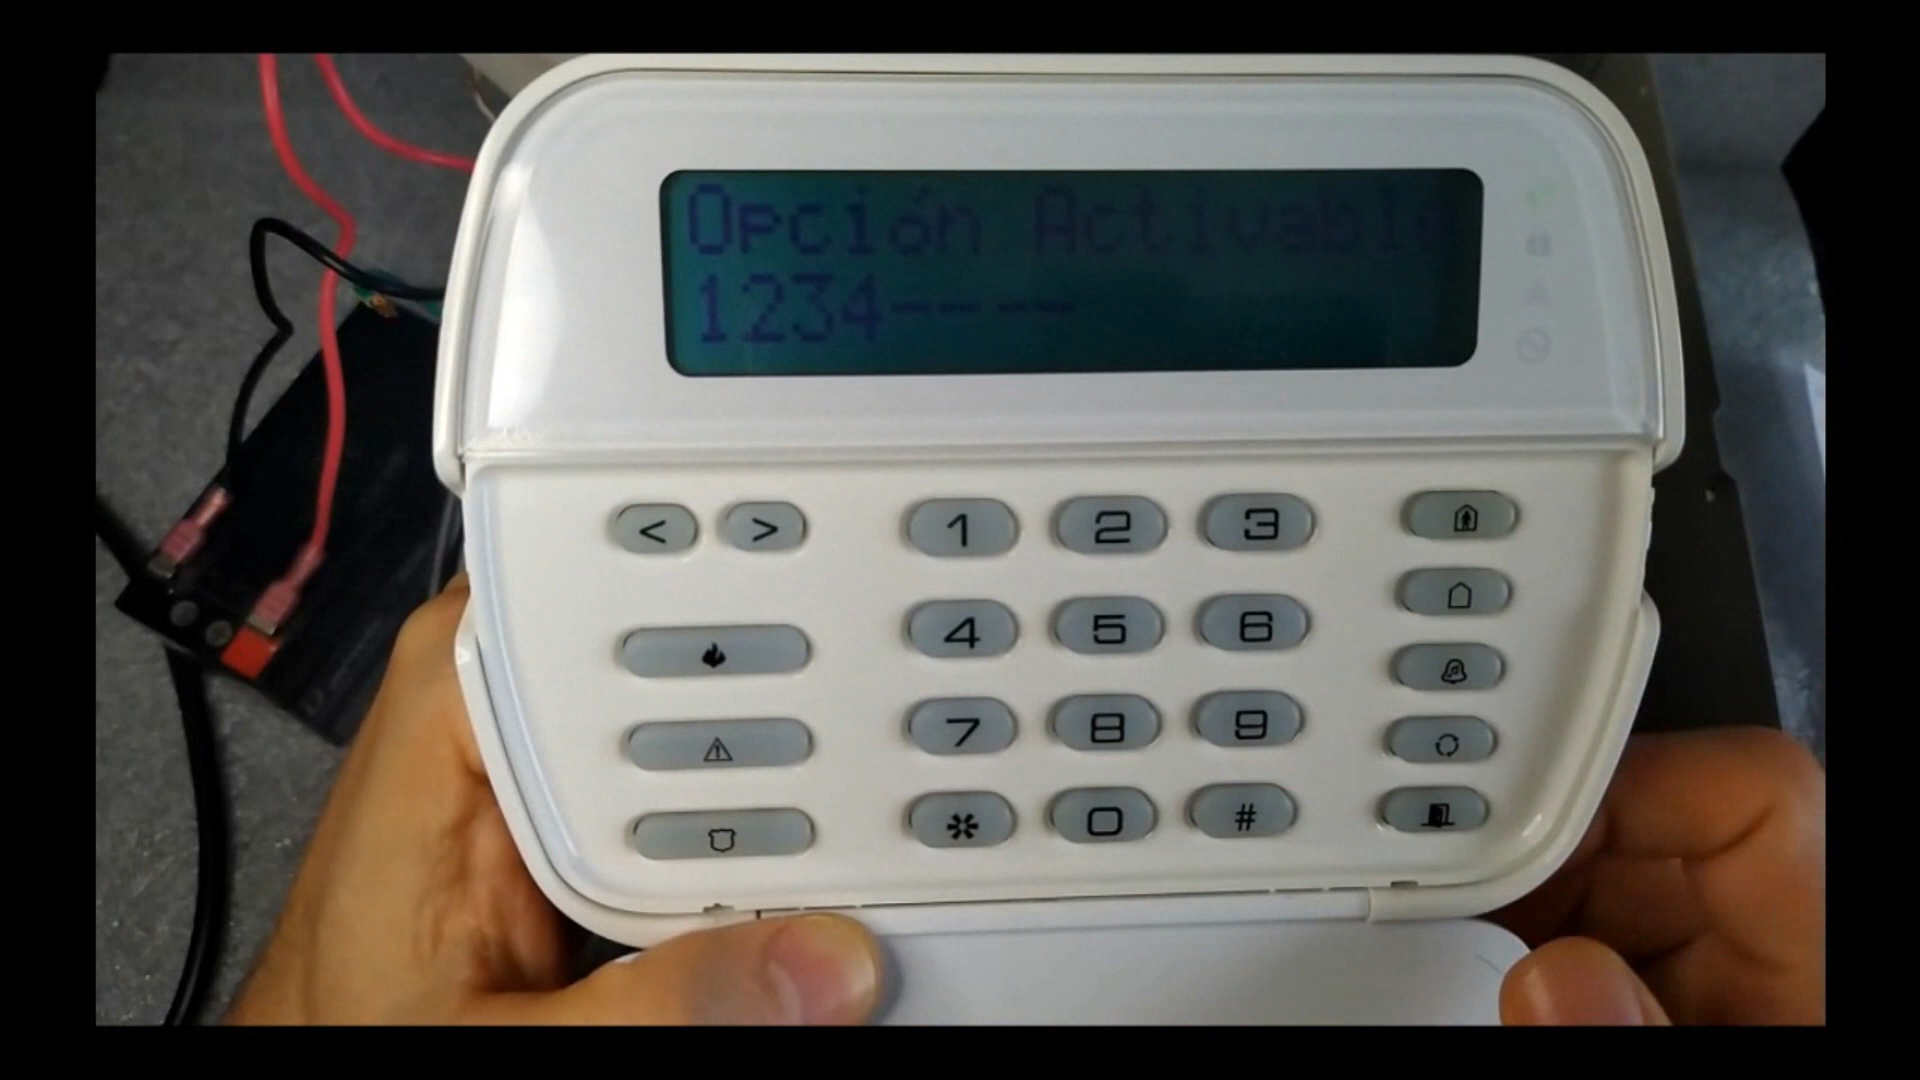 Opción Activable
1234----
< > 1 2 3
4 5 6
7 8 9
* 0 #